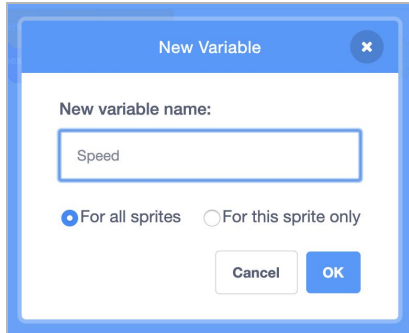 New Variable
New variable name:
Speed
For all sprites For this sprite only
Cancel OK